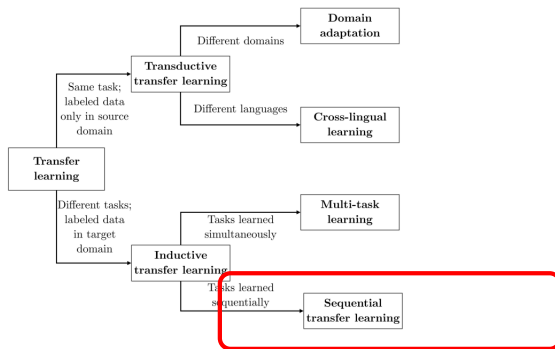 Domain
adaptation
Different domains
Transductive
transfer learning
Same task;
labeled data
only in source
domain
Different languages
Cross-lingual
learning
Transfer
learning
Different tasks;
labeled data
in target
domain
Multi-task
learning
Tasks learned
simultaneously
Inductive
transfer learning
Tasks learned
sequentially
Sequential
transfer learning